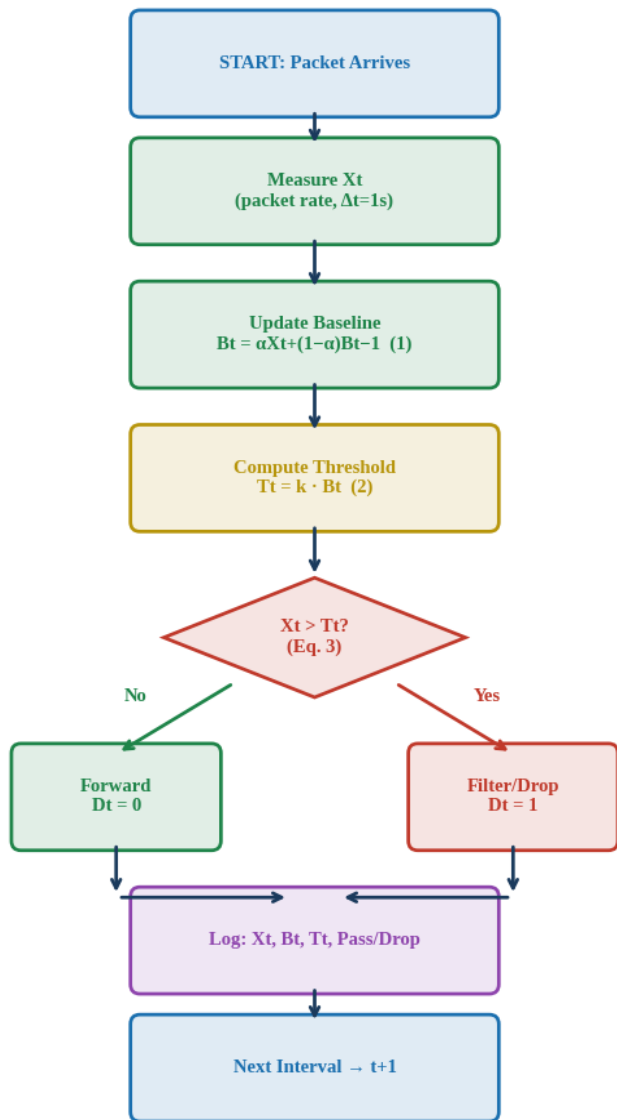 START: Packet Arrives
Measure Xt
(packet rate, Δt=1s)
Update Baseline
Bt = αXt+(1−α)Bt−1  (1)
Compute Threshold
Tt = k · Bt  (2)
Xt > Tt?
(Eq. 3)
No
Yes
Forward
Dt = 0
Filter/Drop
Dt = 1
Log: Xt, Bt, Tt, Pass/Drop
Next Interval → t+1